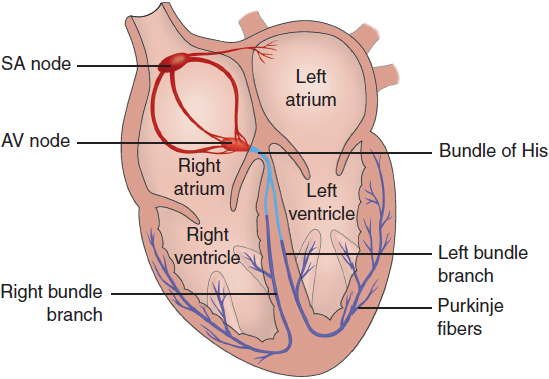 SA node
Left
atrium
AV node
Bundle of His
Right
atrium
Left
ventricle
Right
ventricle
Left bundle
branch
Right bundle
branch
Purkinje
fibers